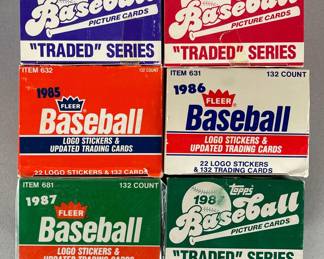 Baseball
PICTURE CARDS
"TRADED" SERIES
Baseball
PICTURE CARDS
"TRADED" SERIES
ITEM 632
132 COUNT
1985
FLEER
Baseball
LOGO STICKERS &
UPDATED TRADING CARDS
22 LOGO STICKERS & 132 CARDS
ITEM 631
132 COUNT
1986
FLEER
Baseball
LOGO STICKERS
& UPDATED TRADING CARDS
22 LOGO STICKERS
& 132 TRADING CARDS
ITEM 681
132 COUNT
1987
FLEER
Baseball
LOGO STICKERS &
UPDATED TRADING CARDS
topps
1987
Baseball
PICTURE CARDS
"TRADED" SERIES